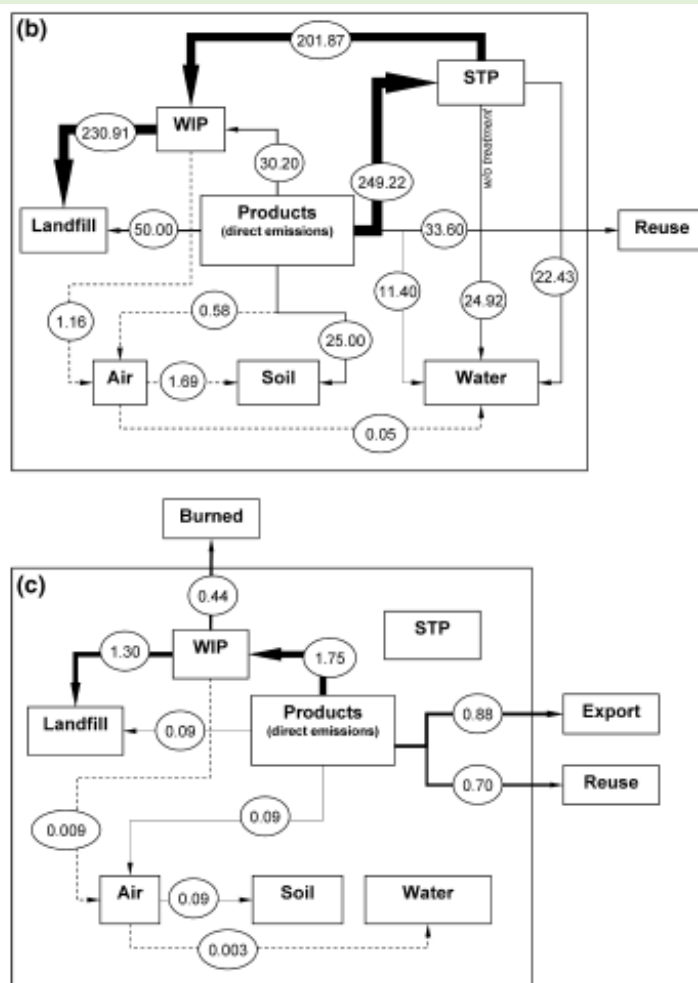 (b)
201.87
STP
WIP
230.91
w/o treatment
30.20
249.22
Products
(direct emissions)
Landfill
50.00
33.60
Reuse
11.40
24.92
22.43
1.16
0.58
25.00
Air
1.69
Soil
Water
0.05
Burned
(c)
0.44
STP
1.30
WIP
1.75
Products
(direct emissions)
Landfill
0.09
0.88
Export
0.70
Reuse
0.009
0.09
Air
0.09
Soil
Water
0.003